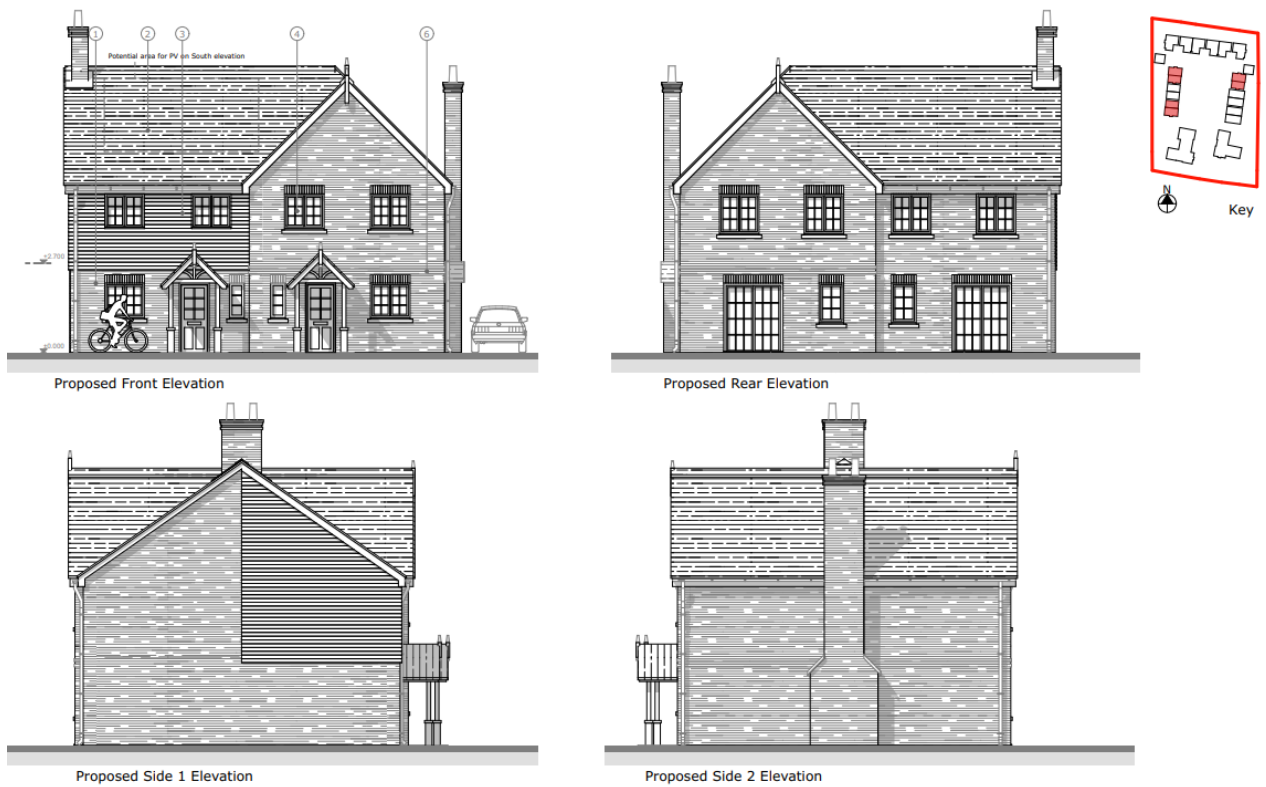 1
2
3
4
6
Potential area for PV on South elevation
+2.700
±0.000
Proposed Front Elevation
Proposed Rear Elevation
N
Key
Proposed Side 1 Elevation
Proposed Side 2 Elevation